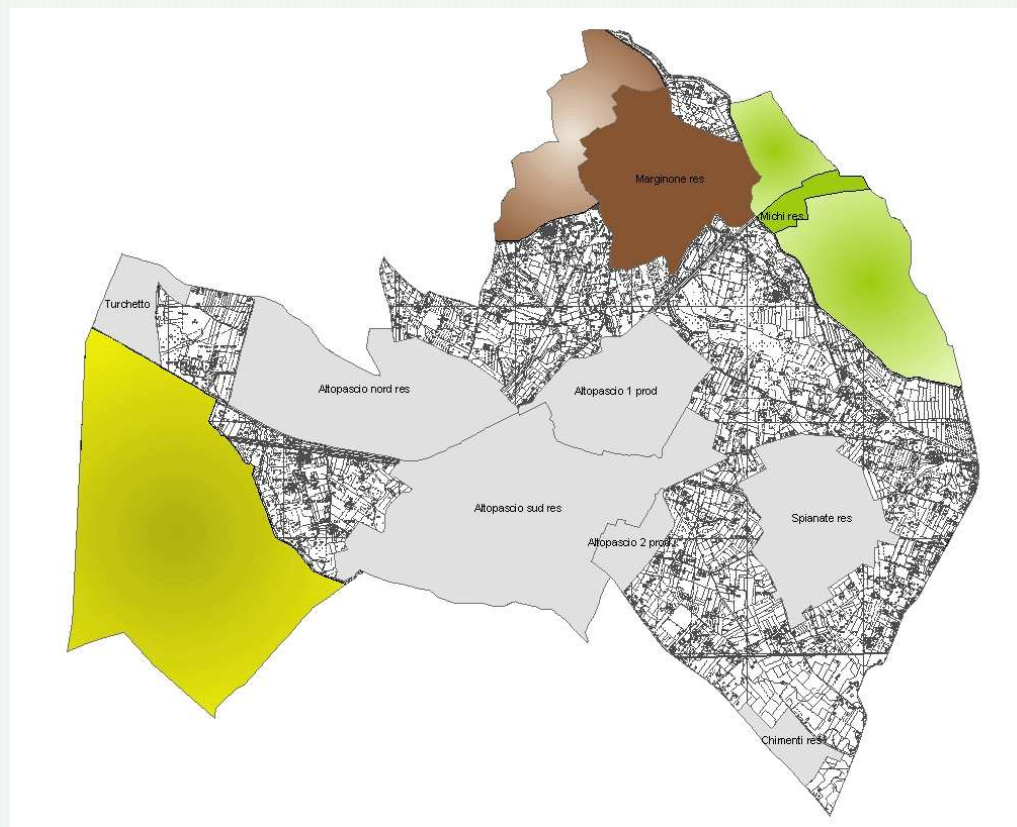 Marginone res
Michi res
Turchetto
Altopascio nord res
Altopascio 1 prod
Altopascio sud res
Spianate res
Altopascio 2 prod
Chimenti res